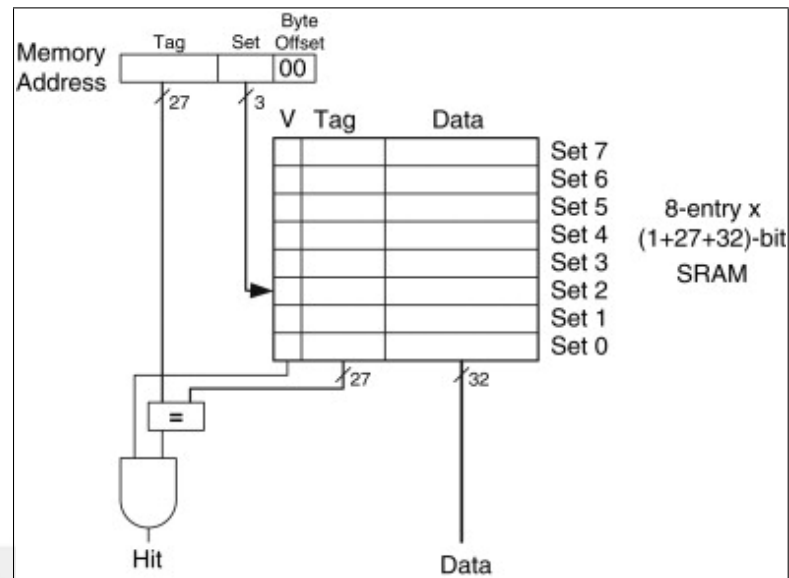 Byte
Tag Set Offset
Memory
Address
00
27 3
V Tag Data
Set 7
Set 6
Set 5
Set 4
Set 3
Set 2
Set 1
Set 0
8-entry x
(1+27+32)-bit
SRAM
27 32
=
Hit Data